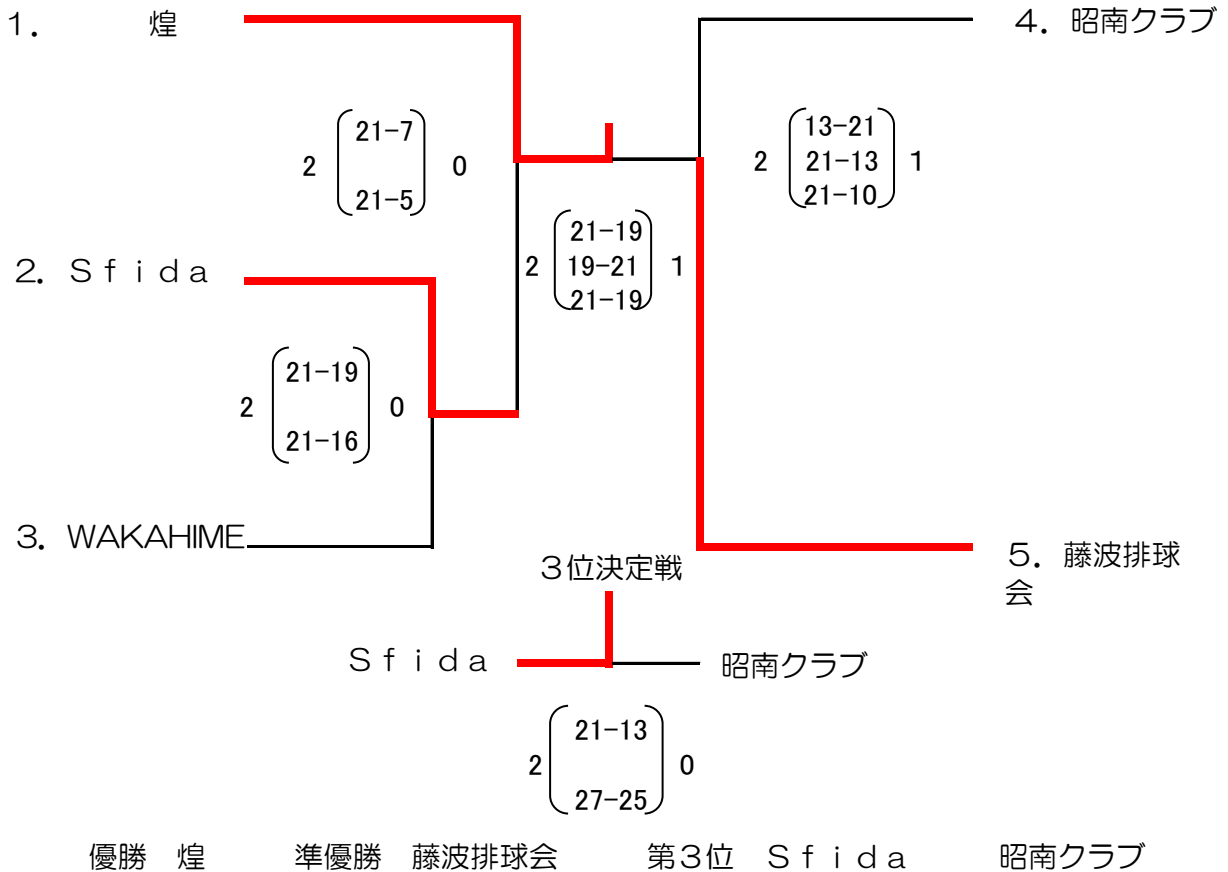 １． 煌
４．昭南クラブ
2 21-7 21-5 0
2 13-21 21-13 21-10 1
2 21-19 19-21 21-19 1
２．Ｓｆｉｄａ
2 21-19 21-16 0
３．WAKAHIME
５．藤波排球
会
３位決定戦
Ｓｆｉｄａ 昭南クラブ
2 21-13 27-25 0
優勝　煌 準優勝　藤波排球会 第３位　Ｓｆｉｄａ 昭南クラブ